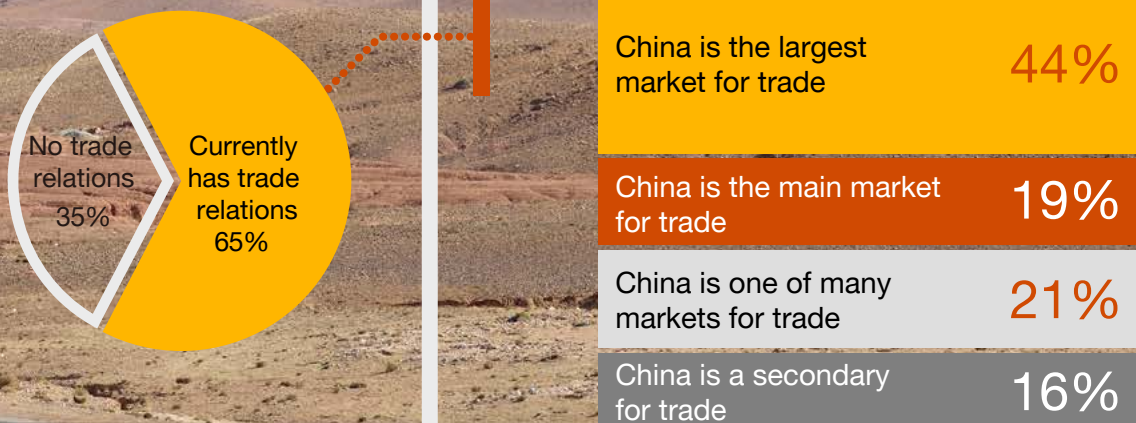 No trade
relations
35%
Currently
has trade
relations
65%
China is the largest
market for trade
44%
China is the main market
for trade
19%
China is one of many
markets for trade
21%
China is a secondary
for trade
16%